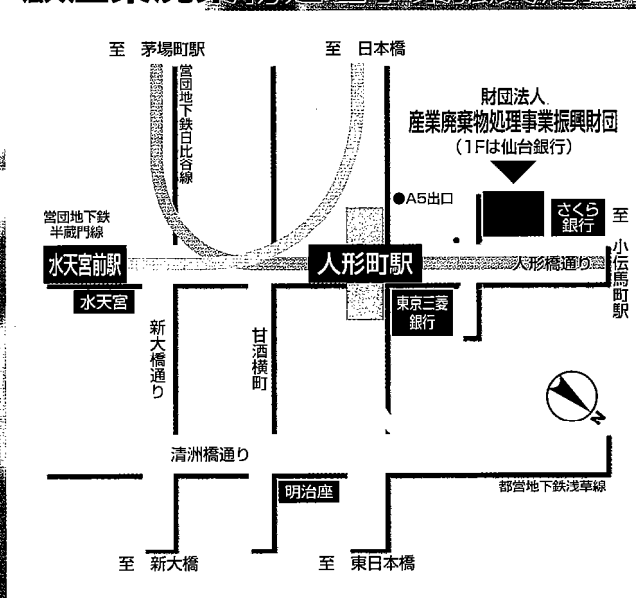 至 茅場町駅
至 日本橋
営団地下鉄日比谷線
財団法人
産業廃棄物処理事業振興財団
(1Fは仙台銀行)
●A5出口
さくら
銀行
至 小伝馬町駅
営団地下鉄
半蔵門線
水天宮前駅
人形町駅
人形橋通り
水天宮
東京三菱
銀行
新大橋通り
甘酒横町
N
清洲橋通り
明治座
都営地下鉄浅草線
至 新大橋
至 東日本橋